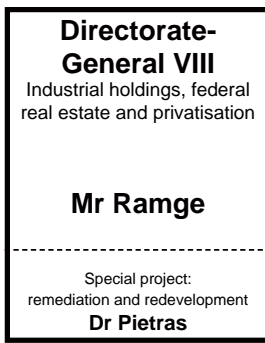 Directorate-
General VIII
Industrial holdings, federal
real estate and privatisation
Mr Ramge
Special project:
remediation and redevelopment
Dr Pietras